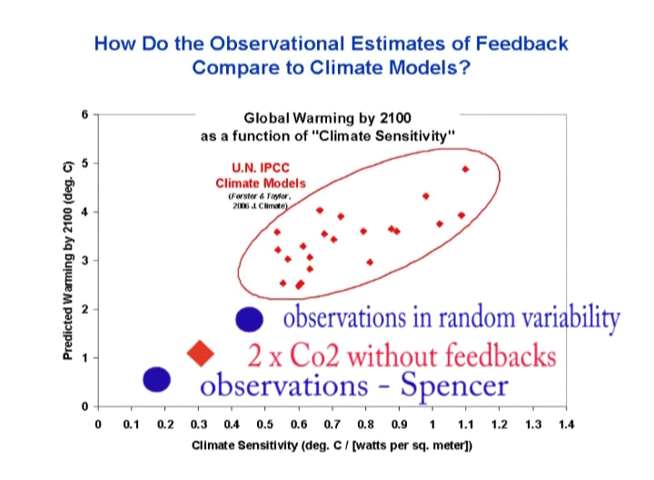 How Do the Observational Estimates of Feedback
Compare to Climate Models?
Global Warming by 2100
as a function of "Climate Sensitivity"
U.N. IPCC
Climate Models
(Forster & Taylor,
2006 J. Climate)
Predicted Warming by 2100 (deg. C)
6
5
4
3
2
1
0
observations in random variability
2 x Co2 without feedbacks
observations - Spencer
0 0.1 0.2 0.3 0.4 0.5 0.6 0.7 0.8 0.9 1 1.1 1.2 1.3 1.4
Climate Sensitivity (deg. C / [watts per sq. meter])